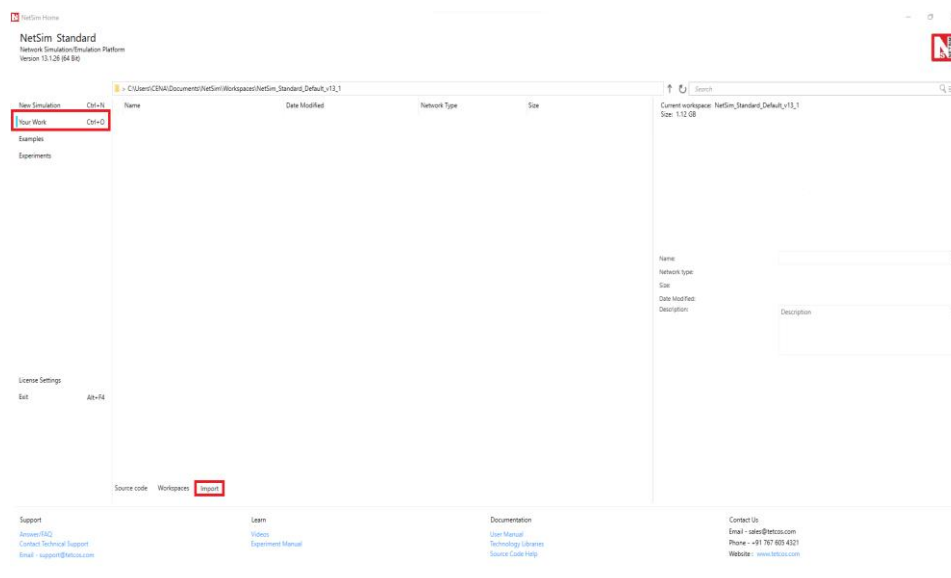 NetSim Home
NetSim Standard
Network Simulation/Emulation Platform
Version 13.1.26 (64 Bit)
> C:\Users\CENA\Documents\NetSim\Workspaces\NetSim_Standard_Default_v13_1
Search
New Simulation Ctrl+N
Your Work Ctrl+O
Examples
Experiments
License Settings
Exit Alt+F4
Name Date Modified Network Type Size
Current workspace: NetSim_Standard_Default_v13_1
Size: 1.12 GB
Name:
Network type:
Size:
Date Modified:
Description: Description
Source code Workspaces Import
Support
Answer/FAQ
Contact Technical Support
Email - support@tetcos.com
Learn
Videos
Experiment Manual
Documentation
User Manual
Technology Libraries
Source Code Help
Contact Us
Email - sales@tetcos.com
Phone - +91 767 605 4321
Website : www.tetcos.com